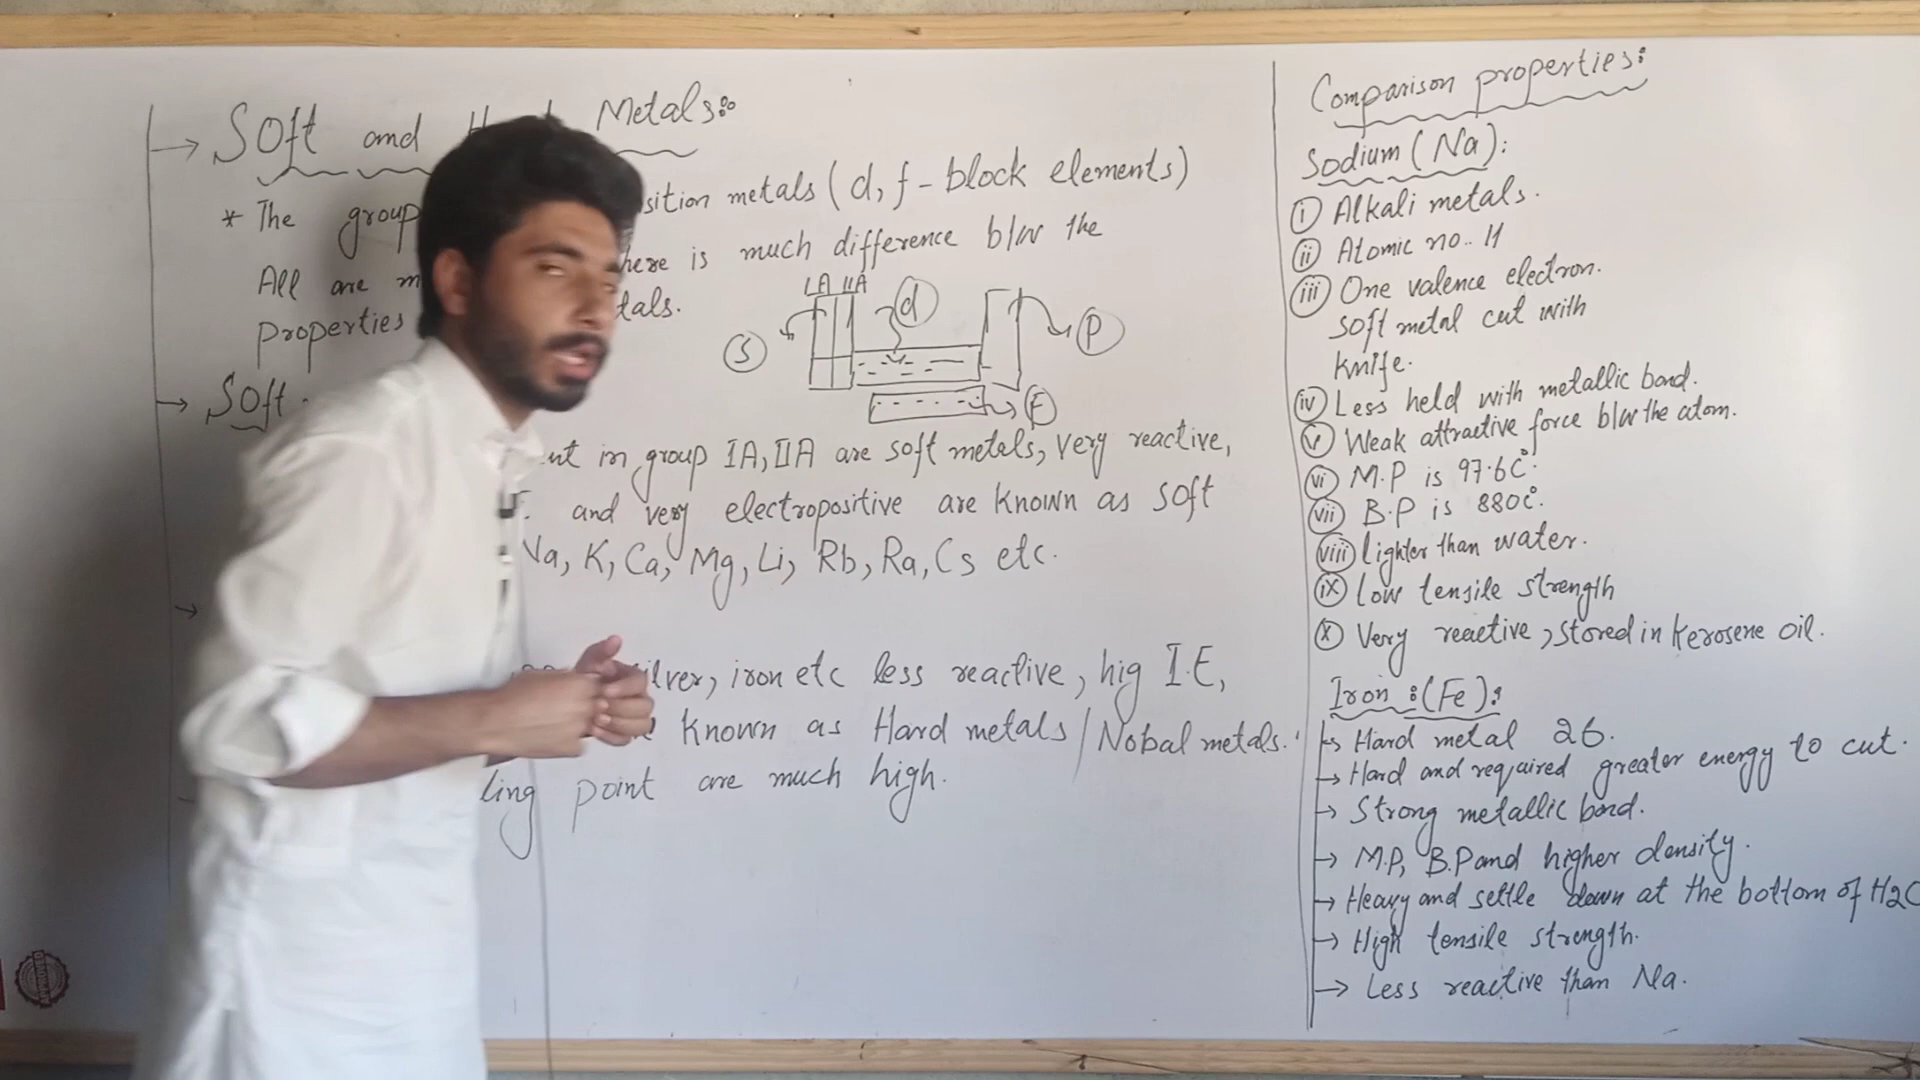 → Soft and Metals:
* The group
metals (d, f - block elements)
All are is much difference b/w the
Properties
IA IIA
S
d
P
F
→ Soft
in group IA, IIA are soft metels, very reactive,
and very electropositive are known as soft
Na, K, Ca, Mg, Li, Rb, Ra, Cs etc.
iron etc less reactive, hig I.E,
known as Hard metals / Nobal metals.
point are much high.
Comparison properties:
Sodium (Na):
(i) Alkali metals.
(ii) Atomic no.. 11
(iii) One valence electron.
soft metal cut with
knife.
(iv) Less held with metallic bond.
(v) Weak attractive force b/w the atom.
(vi) M.P is 97.6C°.
(vii) B.P is 880C°.
(viii) lighter than water.
(ix) low tensile strength
(x) Very reactive, stored in kerosene oil.
Iron :(Fe):
→ Hard metal 26.
→ Hard and required greater energy to cut.
→ Strong metallic bond.
→ M.P, B.P and higher density.
→ Heavy and settle down at the bottom of H2O
→ High tensile strength.
→ Less reactive than Na.
APPROVED